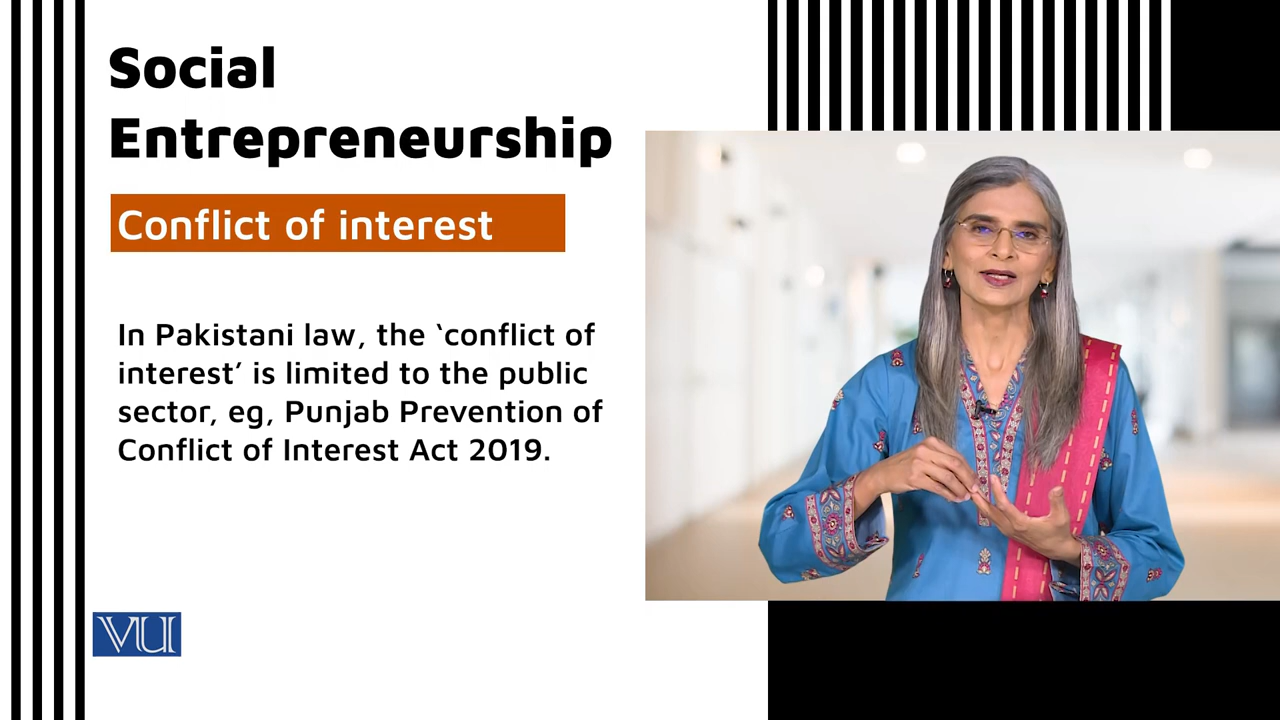 Social
Entrepreneurship
Conflict of interest
In Pakistani law, the ‘conflict of
interest’ is limited to the public
sector, eg, Punjab Prevention of
Conflict of Interest Act 2019.
VU